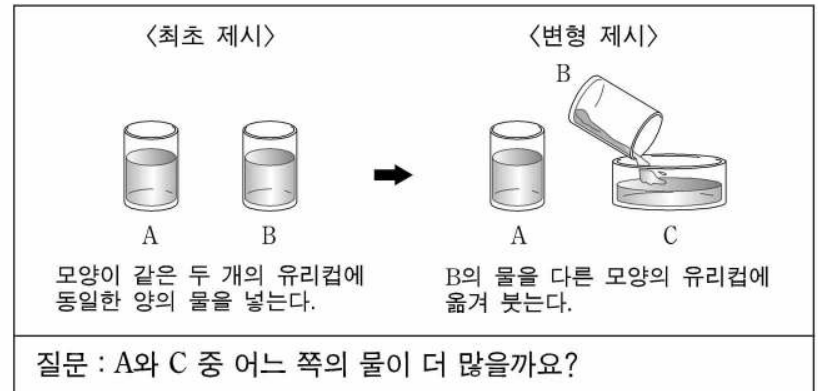 〈최초 제시〉
A
B
모양이 같은 두 개의 유리컵에
동일한 양의 물을 넣는다.
〈변형 제시〉
B
A
C
B의 물을 다른 모양의 유리컵에
옮겨 붓는다.
질문 : A와 C 중 어느 쪽의 물이 더 많을까요?